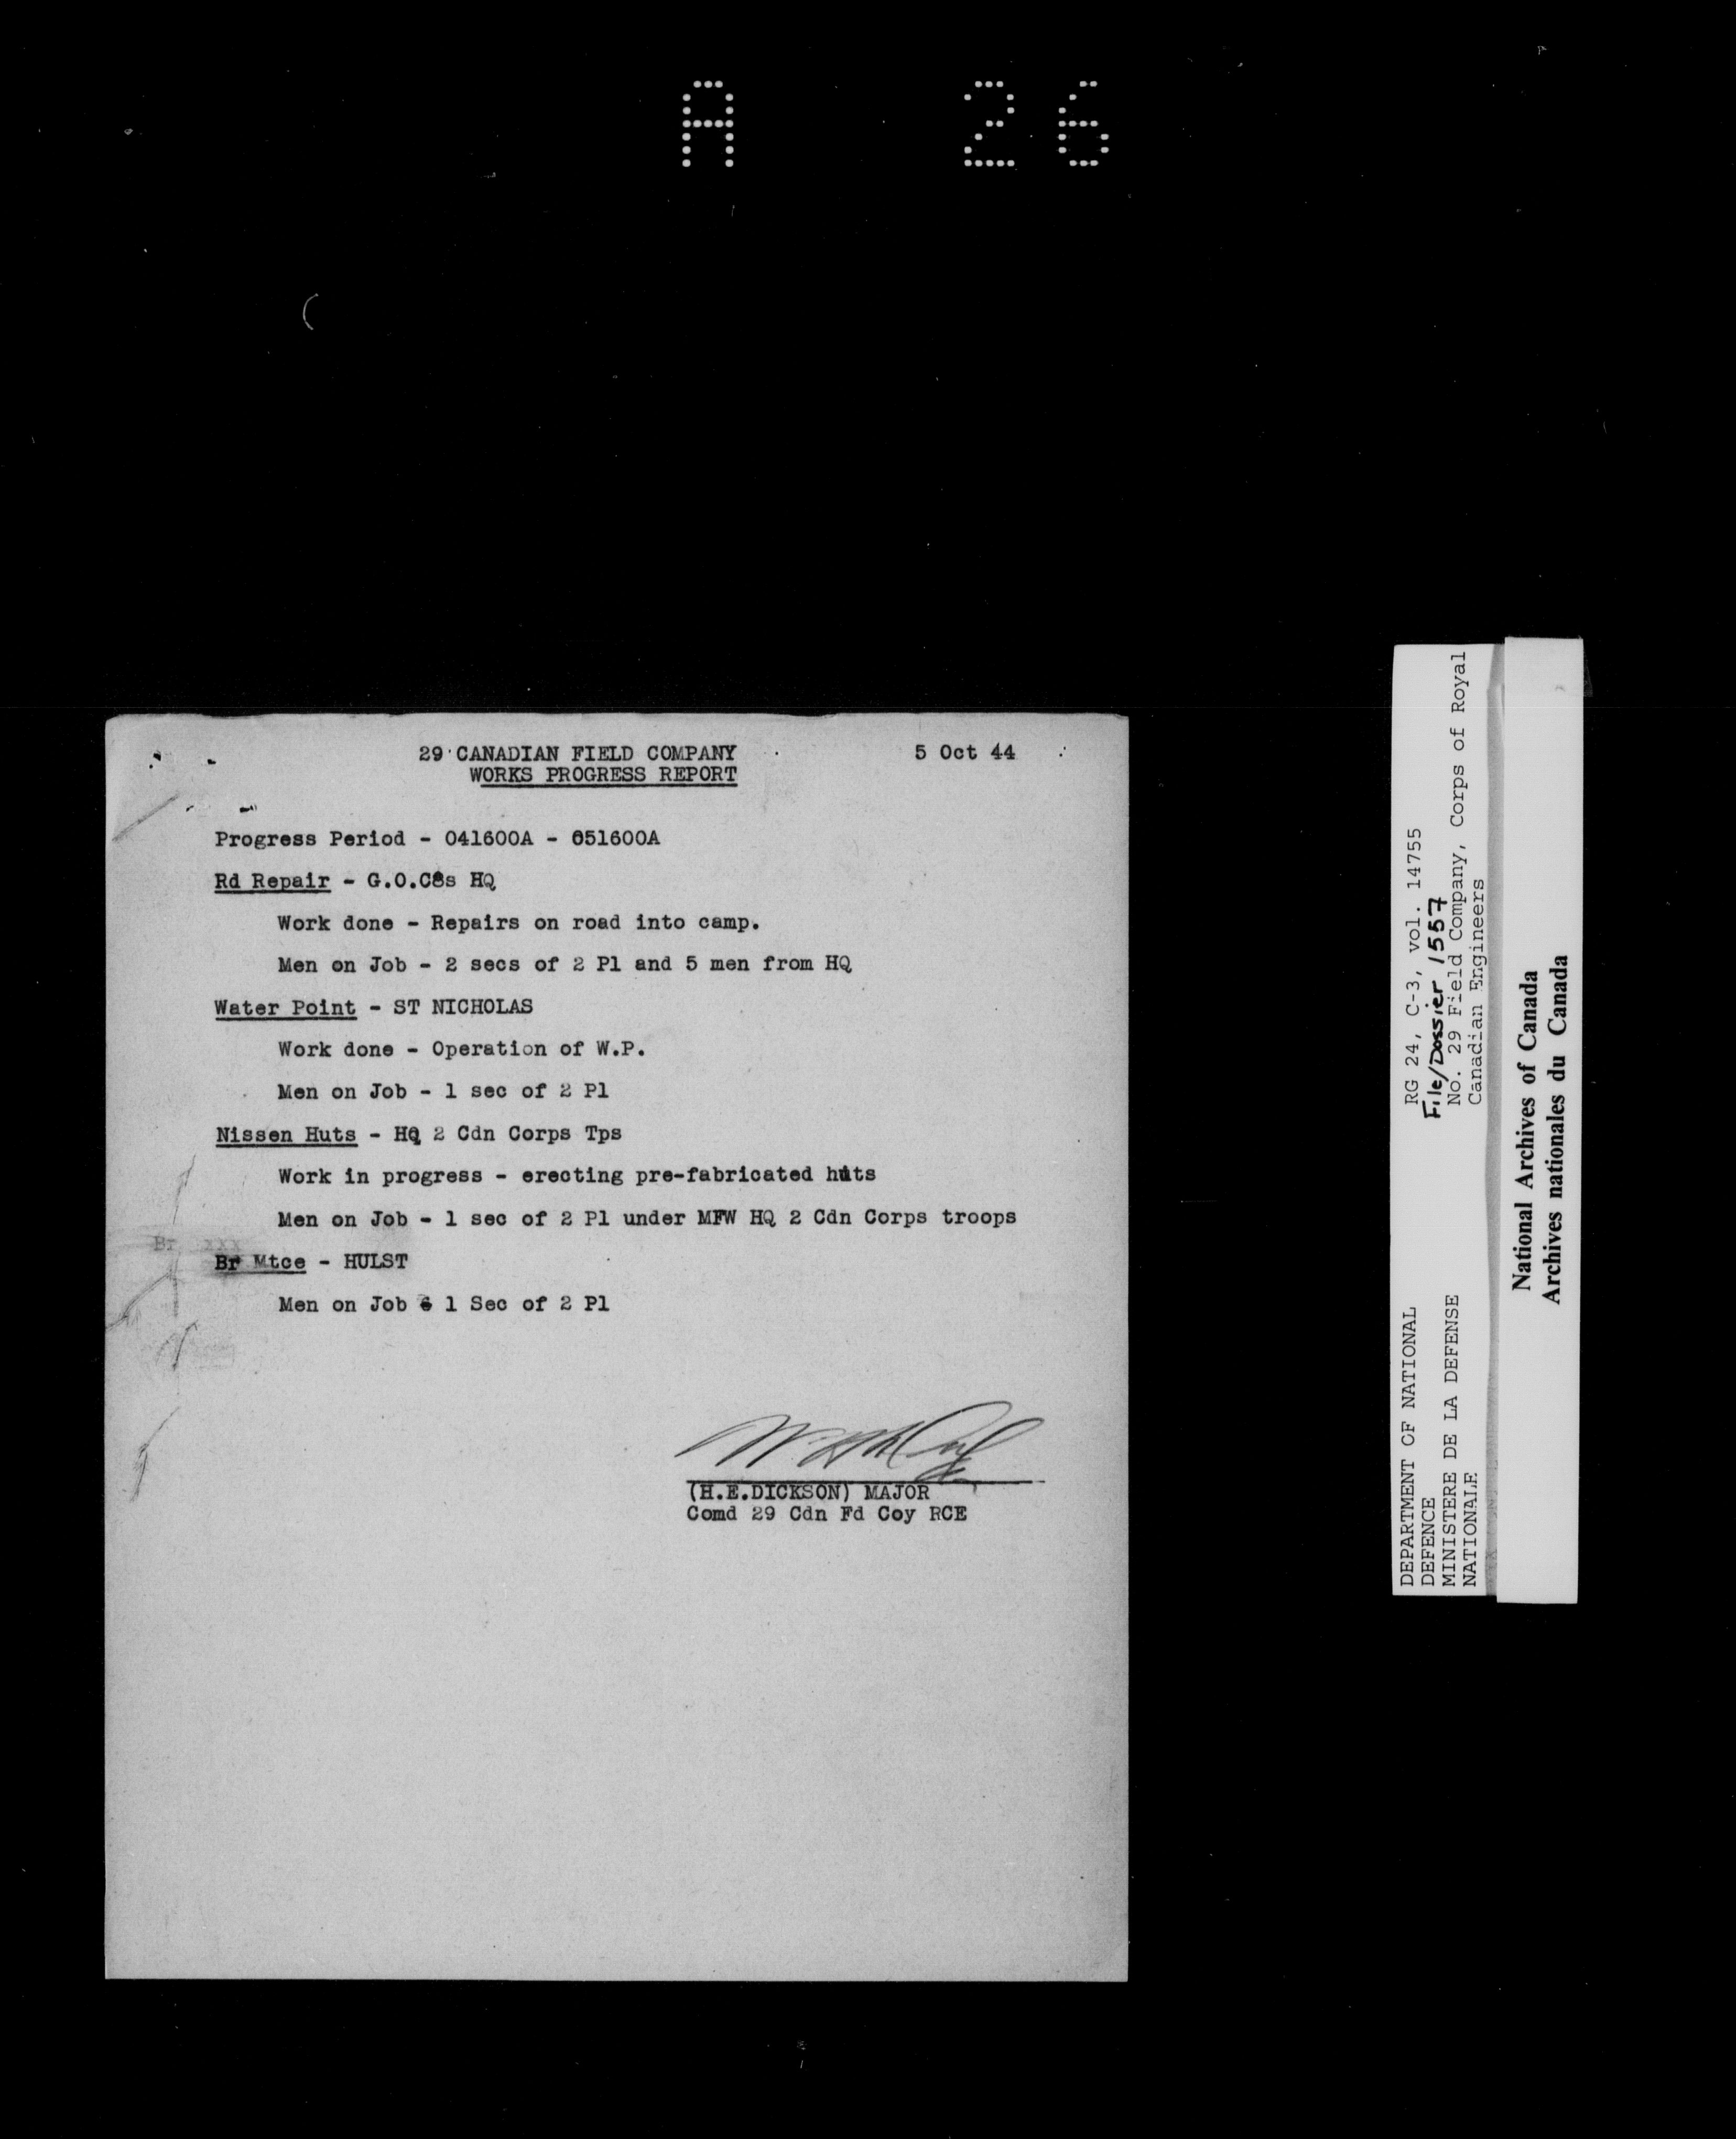 A 26
29 CANADIAN FIELD COMPANY 5 Oct 44
WORKS PROGRESS REPORT
Progress Period - 041600A - 051600A
Rd Repair - G.O.C's HQ
Work done - Repairs on road into camp.
Men on Job - 2 secs of 2 Pl and 5 men from HQ
Water Point - ST NICHOLAS
Work done - Operation of W.P.
Men on Job - 1 sec of 2 Pl
Nissen Huts - HQ 2 Cdn Corps Tps
Work in progress - erecting pre-fabricated huts
Men on Job - 1 sec of 2 Pl under MFW HQ 2 Cdn Corps troops
Br Mtce - HULST
Men on Job - 1 Sec of 2 Pl
(H.E.DICKSON) MAJOR
Comd 29 Cdn Fd Coy RCE
DEPARTMENT OF NATIONAL
DEFENCE
MINISTERE DE LA DEFENSE
NATIONALE
RG 24, C-3, vol. 14755
File/Dossier 1557
No. 29 Field Company, Corps of Royal
Canadian Engineers
National Archives of Canada
Archives nationales du Canada